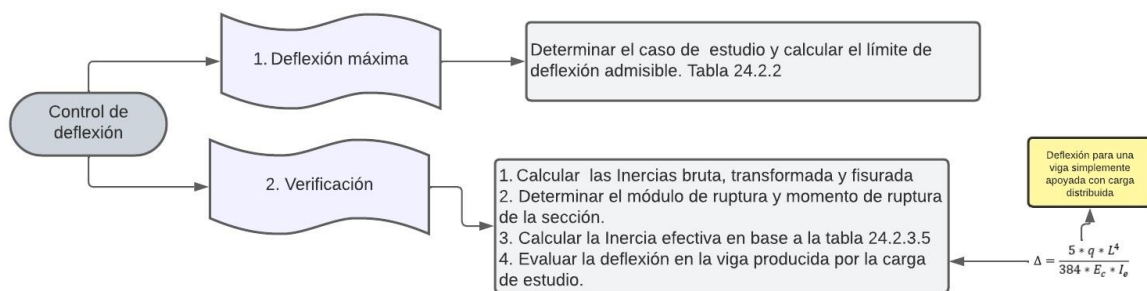 Control de
deflexión
1. Deflexión máxima
Determinar el caso de estudio y calcular el límite de
deflexión admisible. Tabla 24.2.2
2. Verificación
1. Calcular las Inercias bruta, transformada y fisurada
2. Determinar el módulo de ruptura y momento de ruptura
de la sección.
3. Calcular la Inercia efectiva en base a la tabla 24.2.3.5
4. Evaluar la deflexión en la viga producida por la carga
de estudio.
Deflexión para una
viga simplemente
apoyada con carga
distribuida
Δ = 5 * q * L⁴ / 384 * E_c * I_e